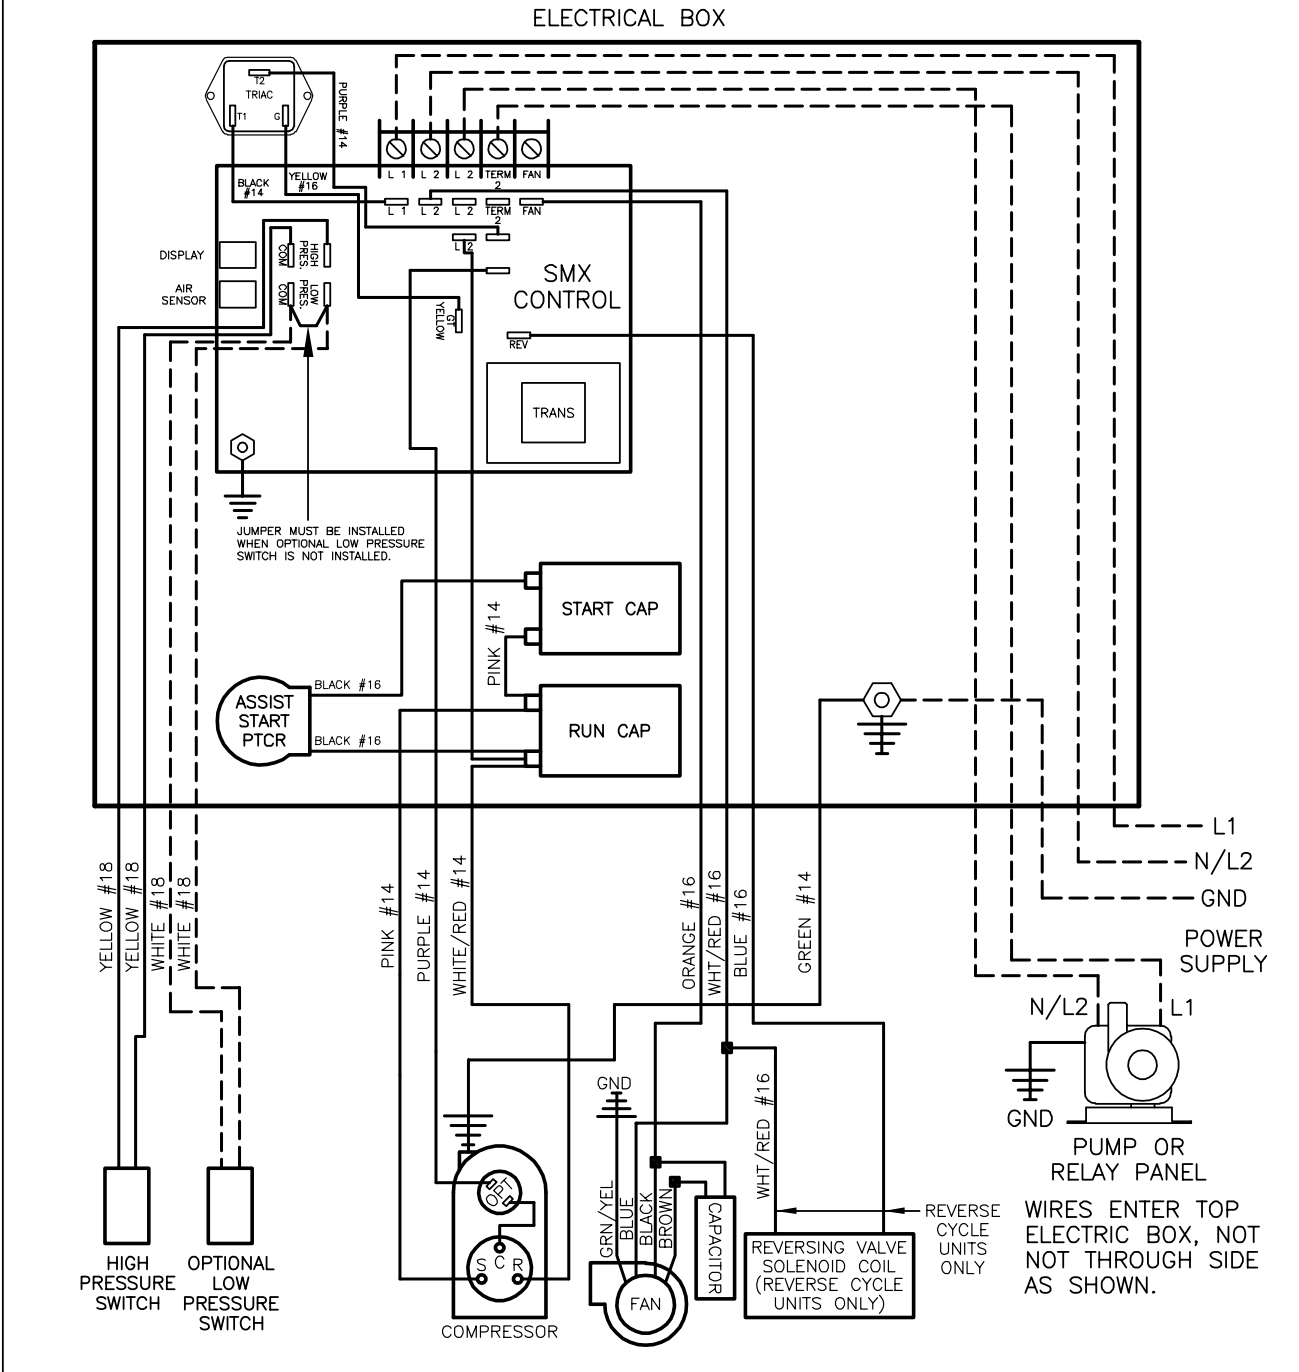 ELECTRICAL BOX
T2
TRIAC
T1
G
PURPLE #14
L 1
L 2
L 2
TERM
2
FAN
BLACK
#14
YELLOW
#16
L 1
L 2
L 2
TERM
2
FAN
L 2
DISPLAY
COM
HIGH
PRES.
AIR
SENSOR
COM
LOW
PRES.
SMX
CONTROL
GT
YELLOW
REV
TRANS
JUMPER MUST BE INSTALLED
WHEN OPTIONAL LOW PRESSURE
SWITCH IS NOT INSTALLED.
START CAP
PINK #14
ASSIST
START
PTCR
BLACK #16
BLACK #16
RUN CAP
L1
N/L2
GND
POWER
SUPPLY
YELLOW #18
YELLOW #18
WHITE #18
WHITE #18
PINK #14
PURPLE #14
WHITE/RED #14
ORANGE #16
WHT/RED #16
BLUE #16
GREEN #14
N/L2
L1
GND
PUMP OR
RELAY PANEL
GND
WHT/RED #16
OPT
S
C
R
COMPRESSOR
GRN/YEL
BLUE
BLACK
BROWN
CAPACITOR
FAN
REVERSING VALVE
SOLENOID COIL
(REVERSE CYCLE
UNITS ONLY)
REVERSE
CYCLE
UNITS
ONLY
WIRES ENTER TOP
ELECTRIC BOX, NOT
NOT THROUGH SIDE
AS SHOWN.
HIGH
PRESSURE
SWITCH
OPTIONAL
LOW
PRESSURE
SWITCH